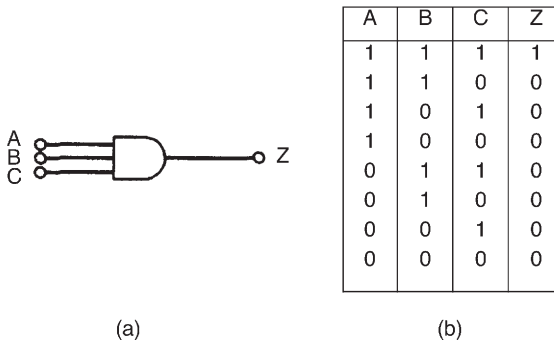 A
B
C
Z
A B C Z
1 1 1 1
1 1 0 0
1 0 1 0
1 0 0 0
0 1 1 0
0 1 0 0
0 0 1 0
0 0 0 0
(a)
(b)